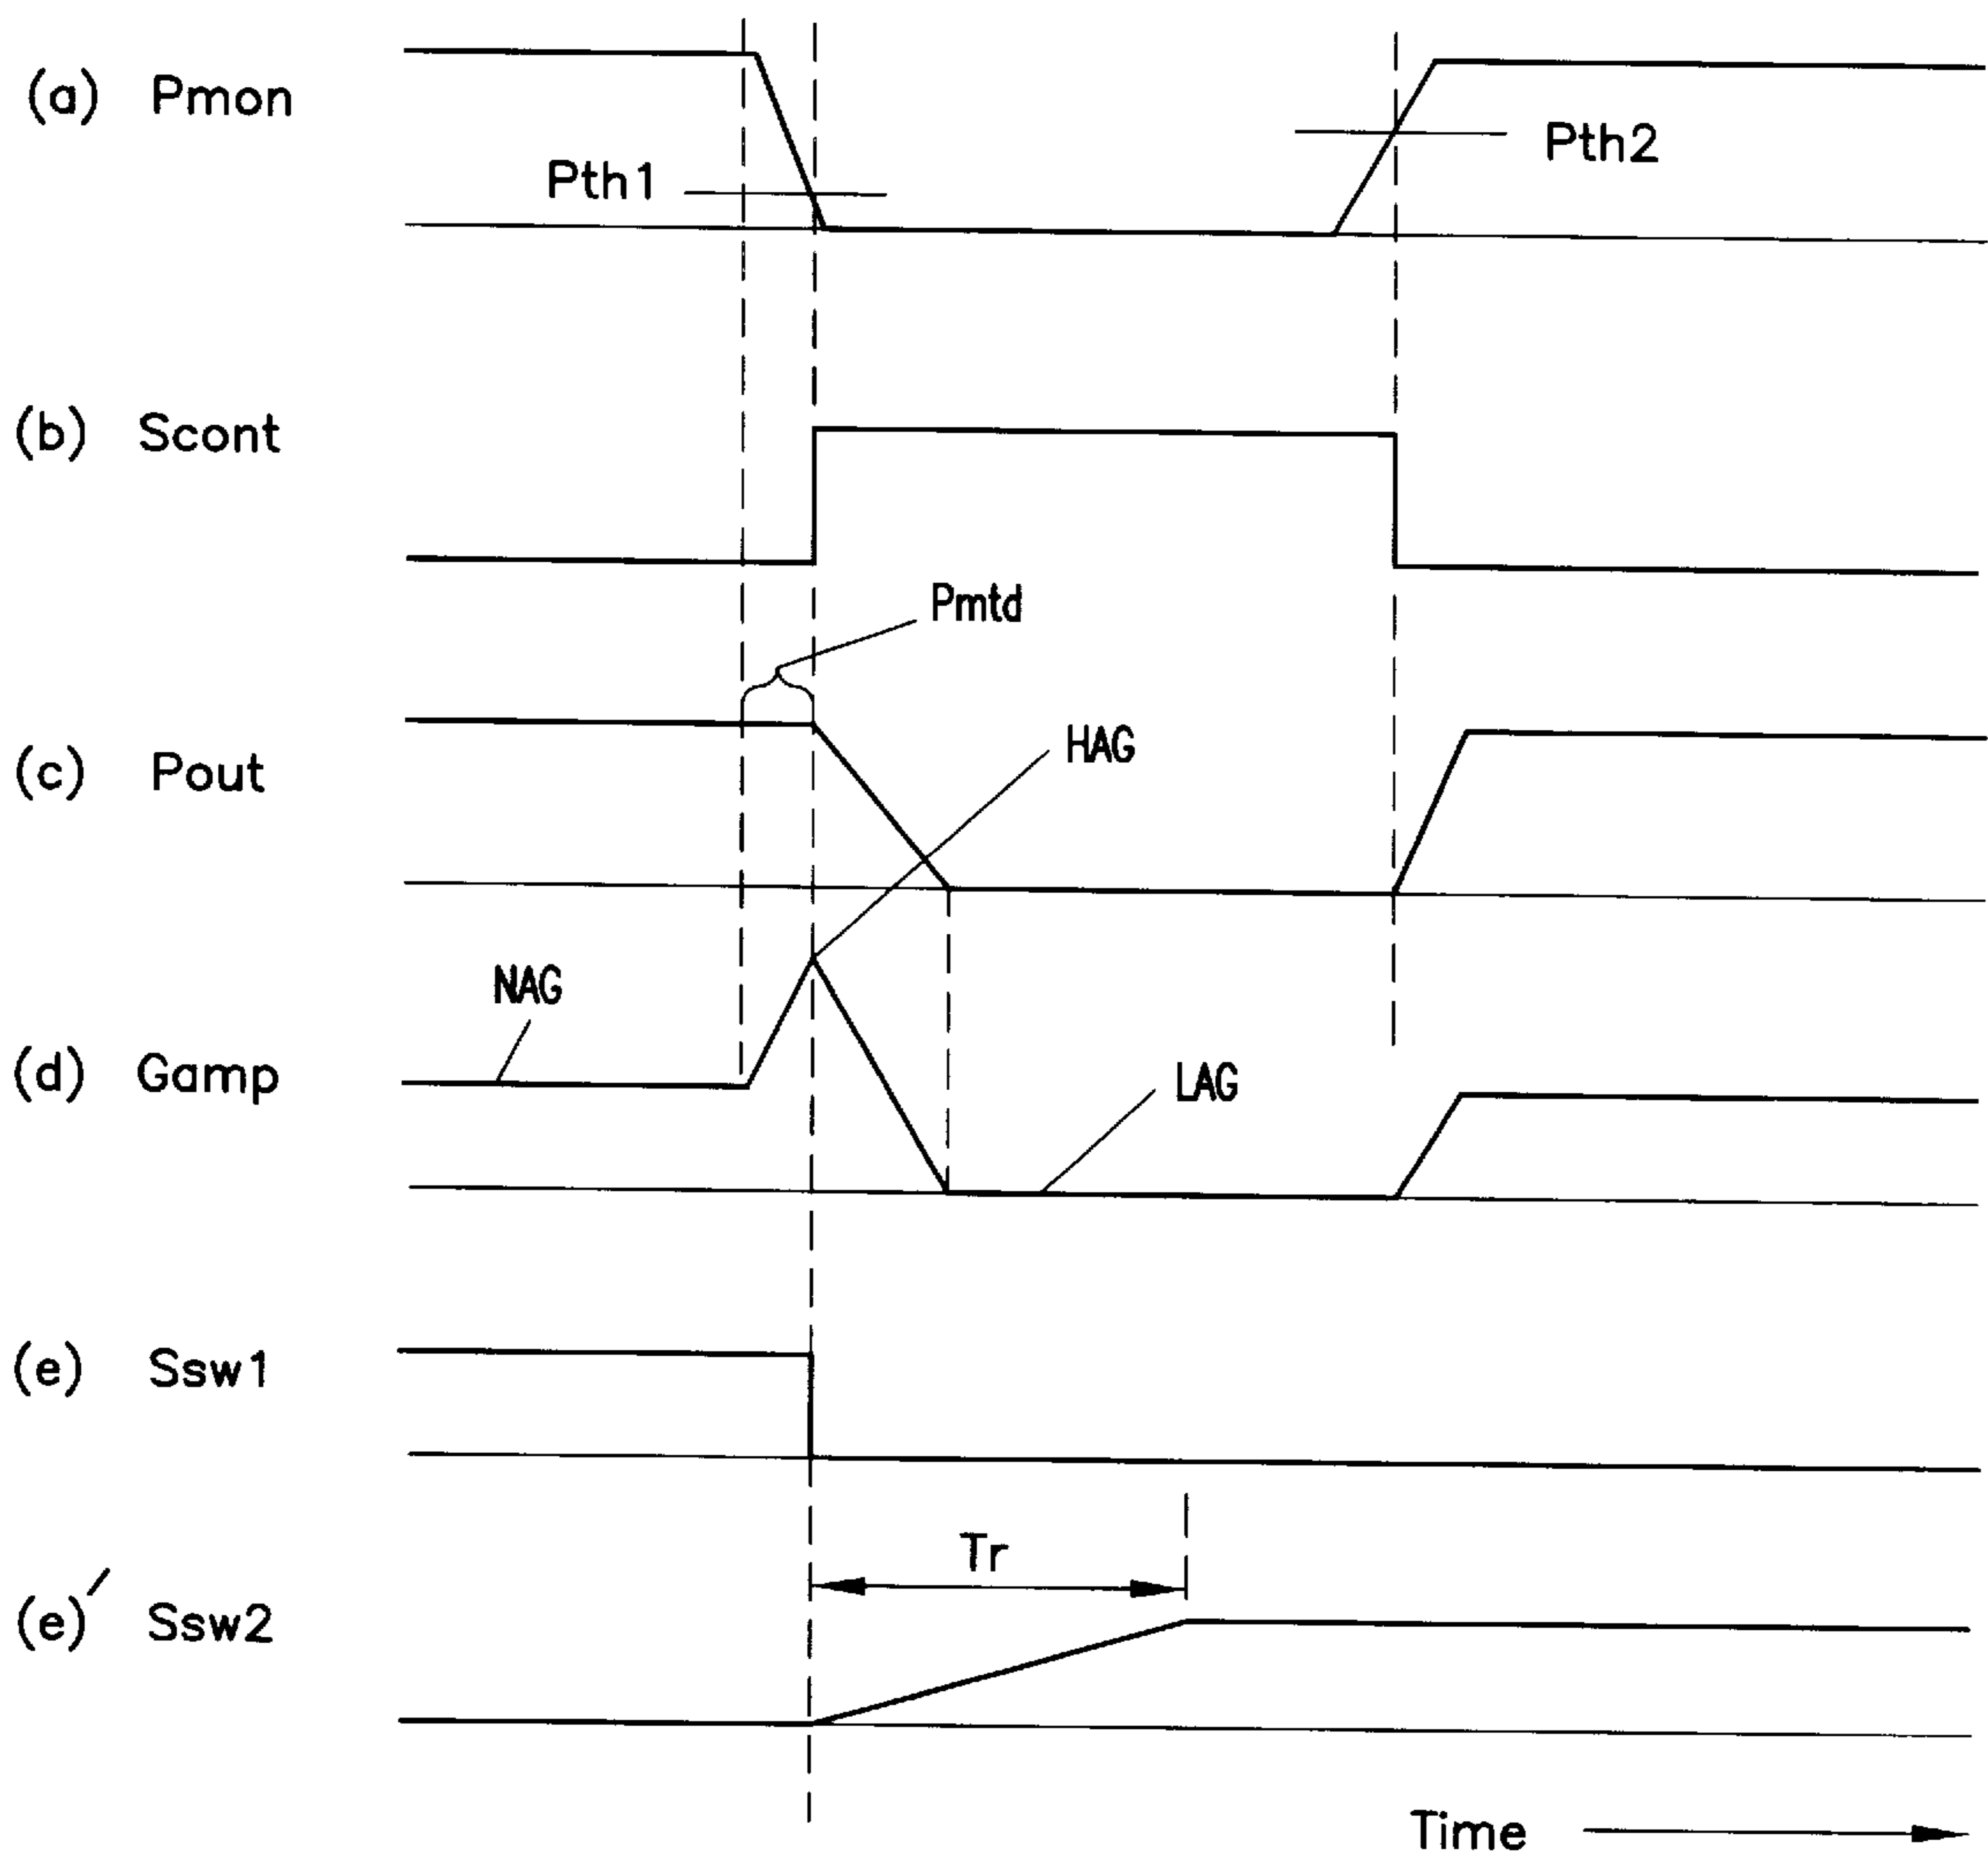 (a) Pmon
Pth1
Pth2
(b) Scont
Pmtd
(c) Pout
HAG
NAG
(d) Gamp
LAG
(e) Ssw1
Tr
(e)′ Ssw2
Time